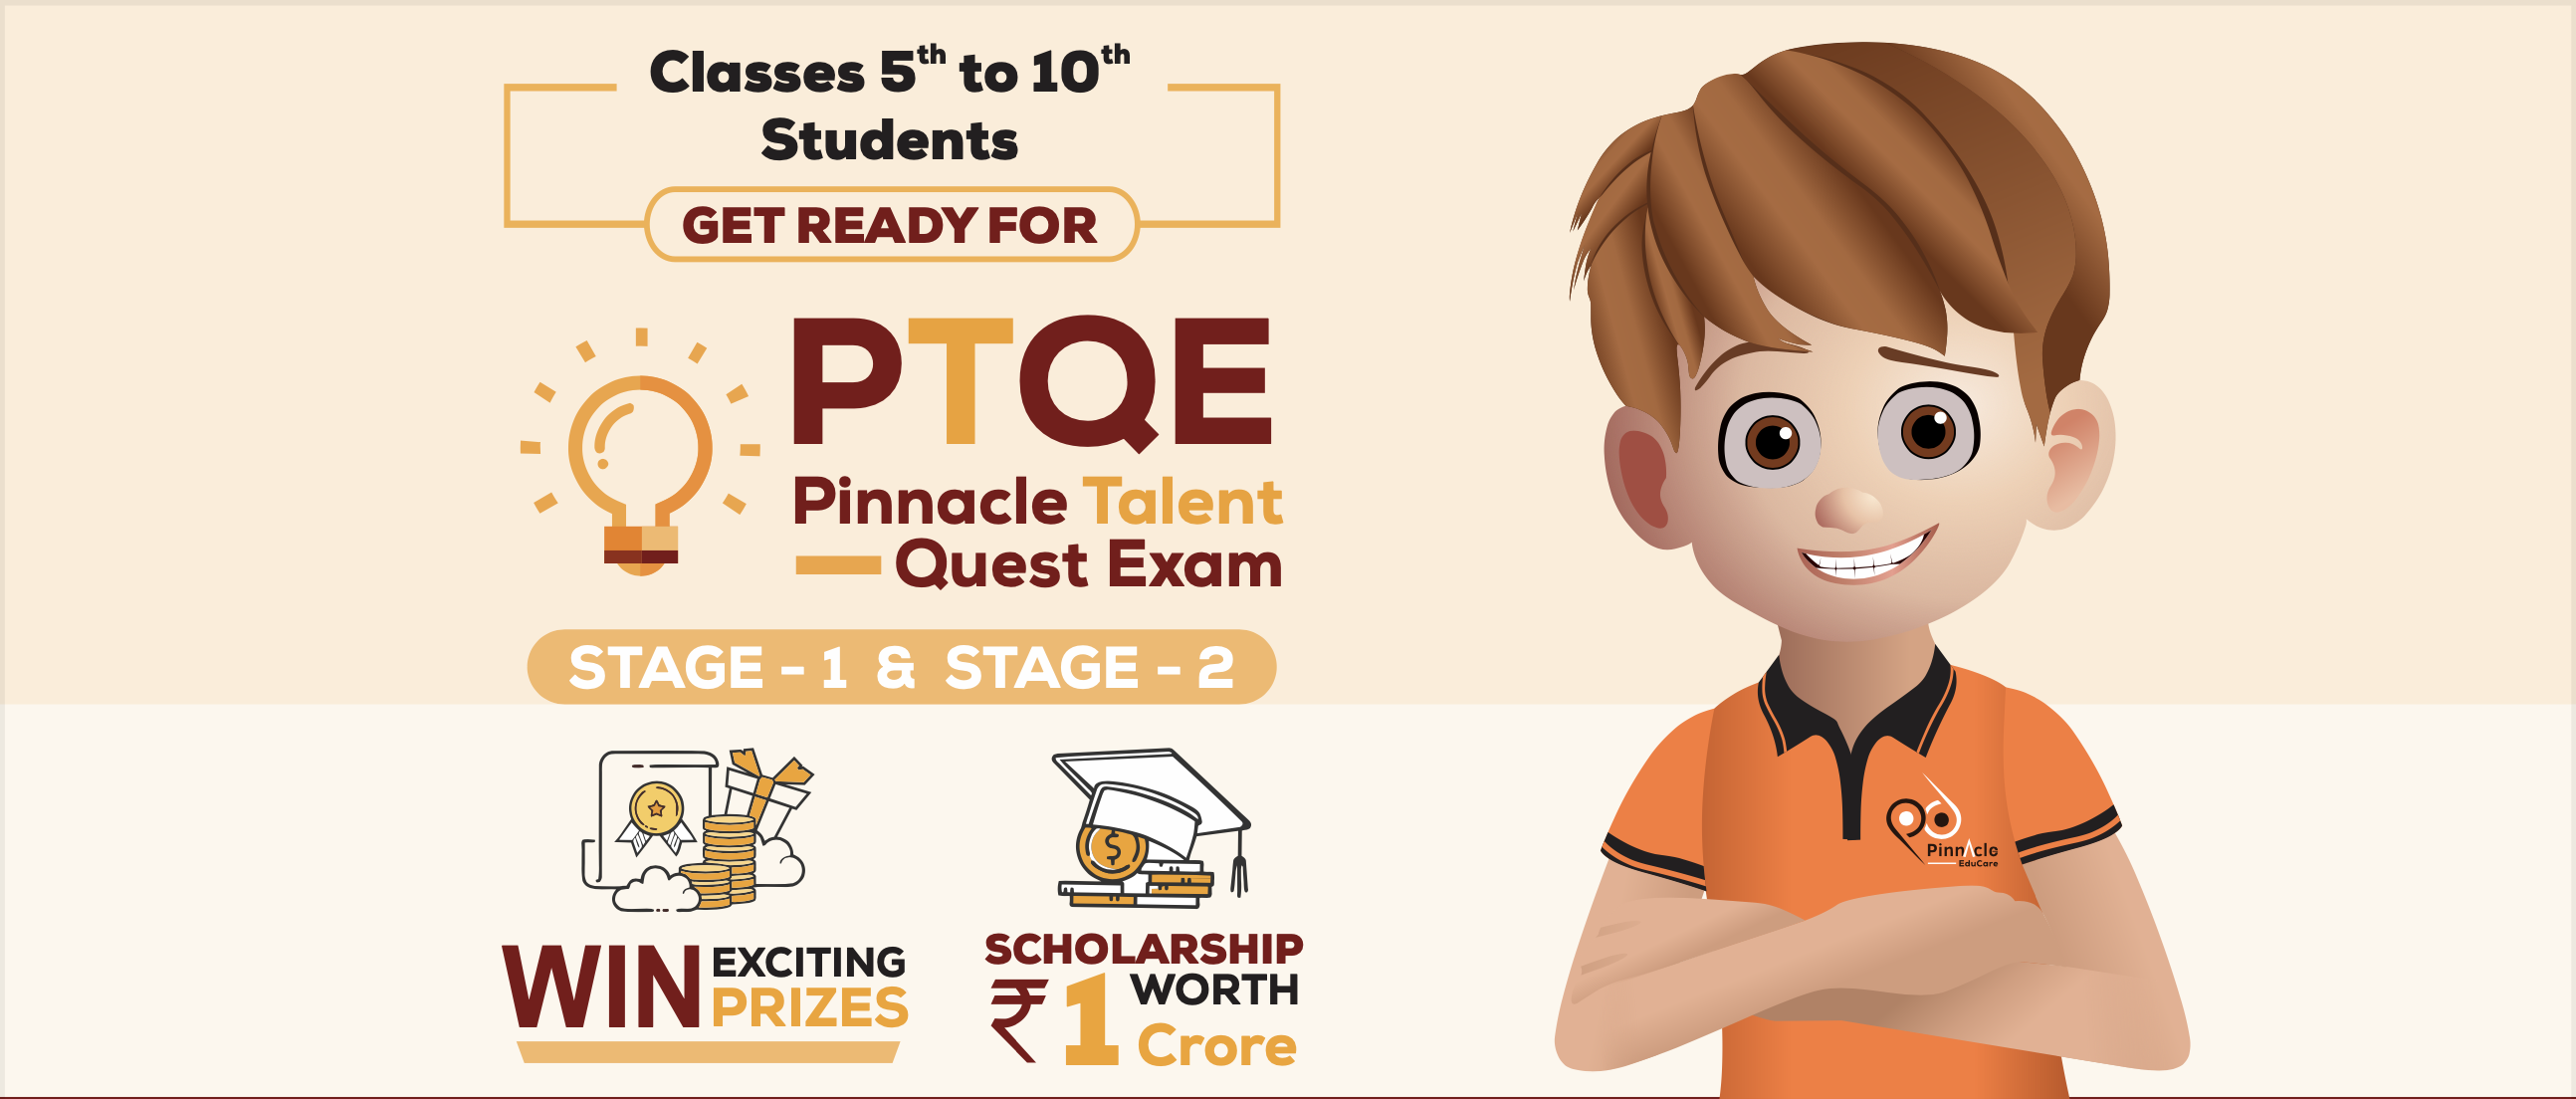 Classes 5th to 10th
Students
GET READY FOR
PTQE
Pinnacle Talent
Quest Exam
STAGE - 1 & STAGE - 2
WIN EXCITING
PRIZES
SCHOLARSHIP
₹ 1 WORTH
Crore
$
Pinnacle
EduCare